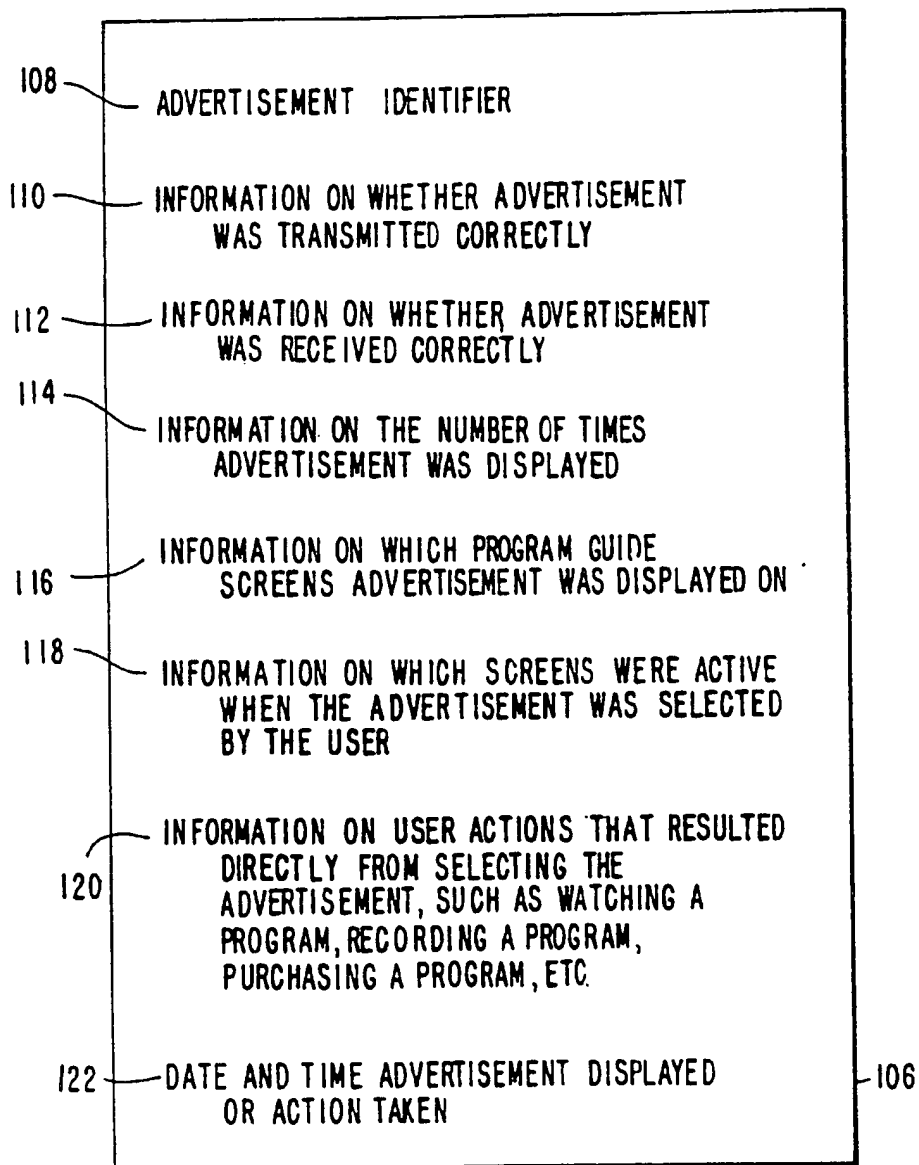 108
ADVERTISEMENT IDENTIFIER
110
INFORMATION ON WHETHER ADVERTISEMENT
WAS TRANSMITTED CORRECTLY
112
INFORMATION ON WHETHER ADVERTISEMENT
WAS RECEIVED CORRECTLY
114
INFORMATION ON THE NUMBER OF TIMES
ADVERTISEMENT WAS DISPLAYED
116
INFORMATION ON WHICH PROGRAM GUIDE
SCREENS ADVERTISEMENT WAS DISPLAYED ON
118
INFORMATION ON WHICH SCREENS WERE ACTIVE
WHEN THE ADVERTISEMENT WAS SELECTED
BY THE USER
120
INFORMATION ON USER ACTIONS THAT RESULTED
DIRECTLY FROM SELECTING THE
ADVERTISEMENT, SUCH AS WATCHING A
PROGRAM, RECORDING A PROGRAM,
PURCHASING A PROGRAM, ETC.
122
DATE AND TIME ADVERTISEMENT DISPLAYED
OR ACTION TAKEN
106